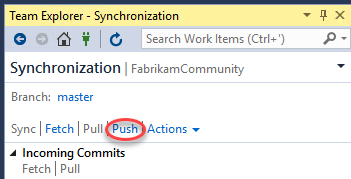 Team Explorer - Synchronization
Search Work Items (Ctrl+')
Synchronization | FabrikamCommunity
Branch: master
Sync | Fetch | Pull | Push | Actions
Incoming Commits
Fetch | Pull